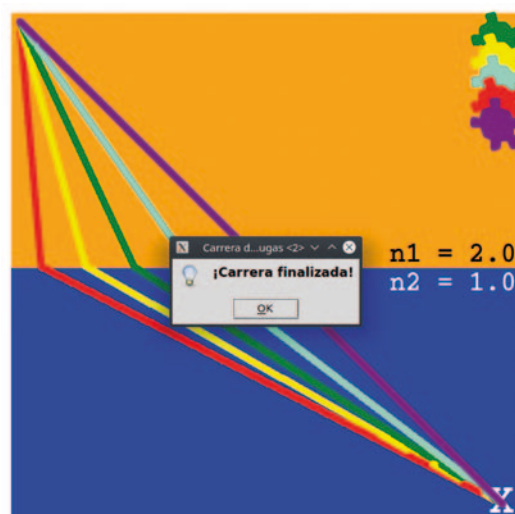 Carrera d...ugas <2>
¡Carrera finalizada!
OK
n1 = 2.0
n2 = 1.0
X